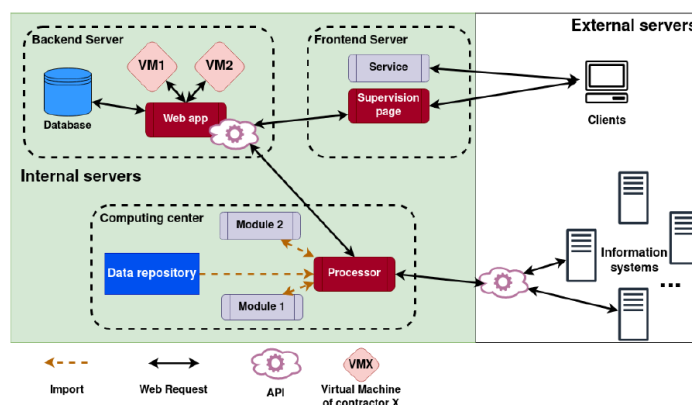 External servers
Backend Server
Frontend Server
VM1
VM2
Service
Database
Web app
Supervision
page
Clients
Internal servers
Computing center
Module 2
Data repository
Processor
Module 1
Information
systems
...
Import
Web Request
API
VMX
Virtual Machine
of contractor X